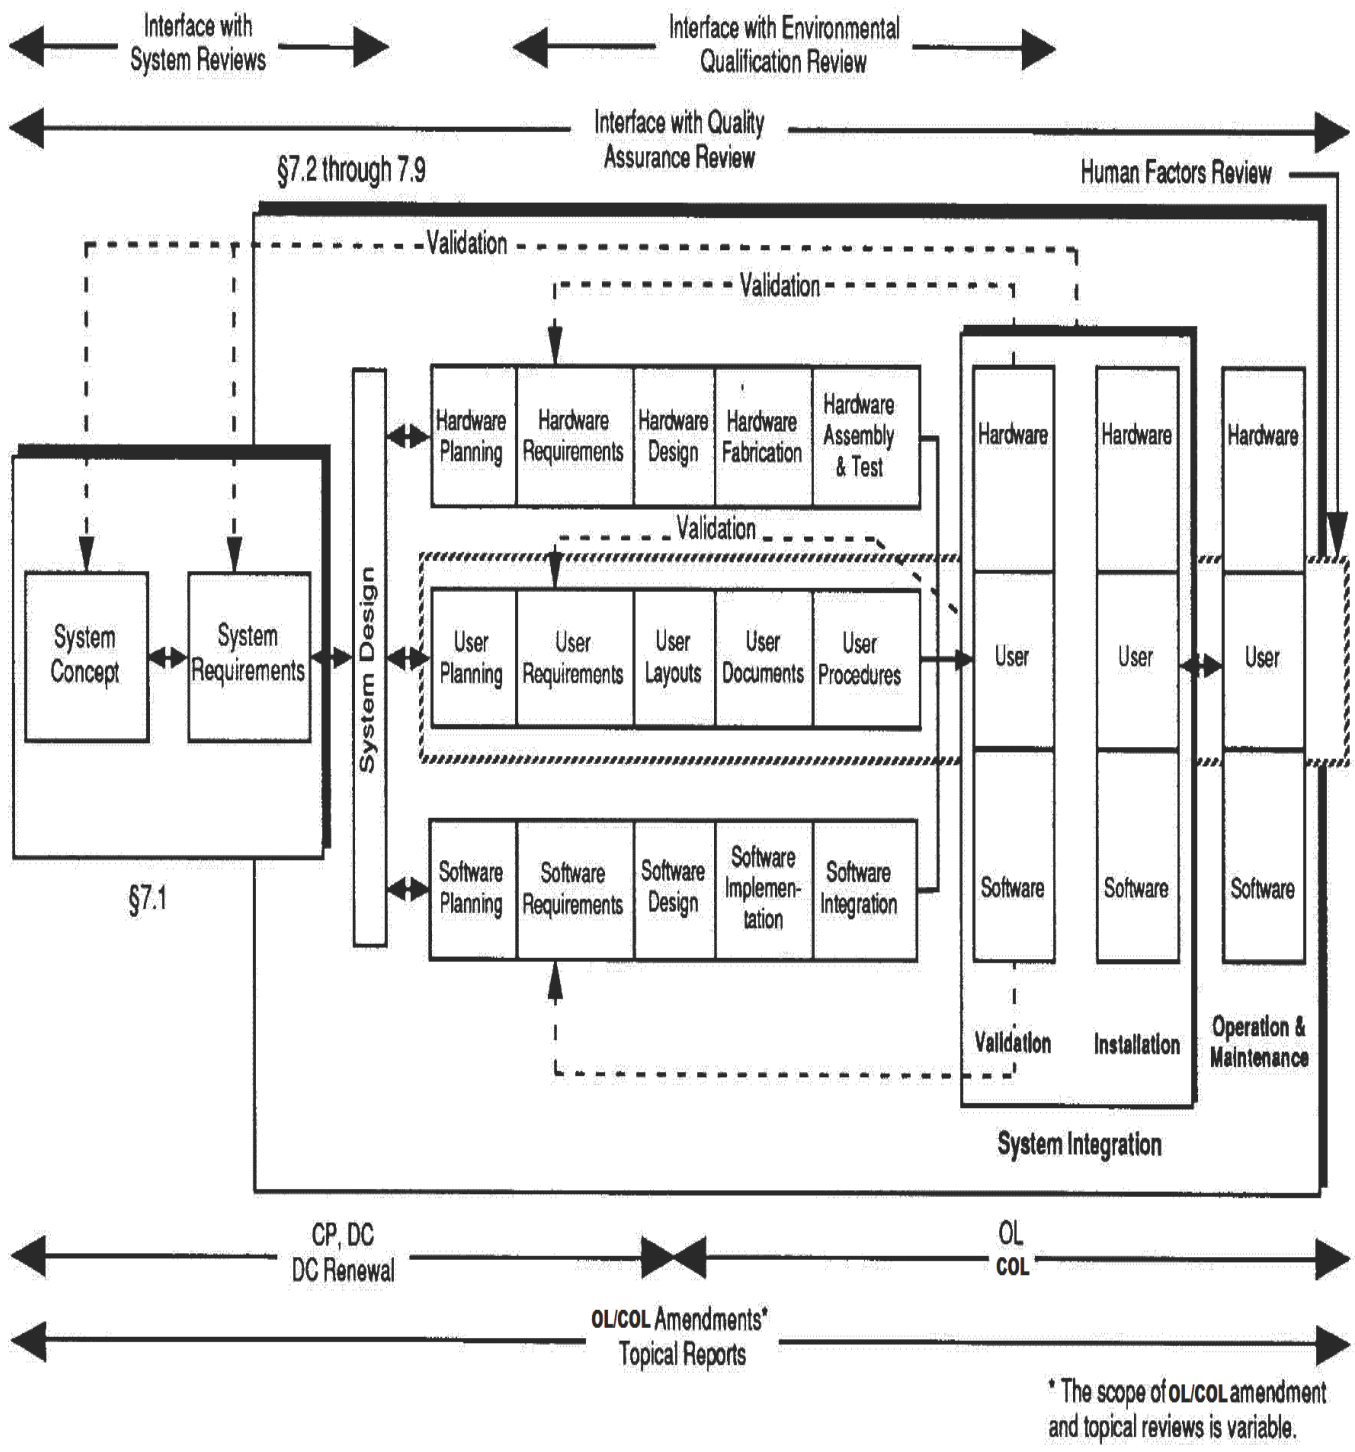 Interface with
System Reviews
Interface with Environmental
Qualification Review
Interface with Quality
Assurance Review
§7.2 through 7.9
Human Factors Review
Validation
Validation
Hardware
Planning
Hardware
Requirements
Hardware
Design
Hardware
Fabrication
Hardware
Assembly
& Test
Hardware
Hardware
Hardware
Validation
System
Concept
System
Requirements
System Design
User
Planning
User
Requirements
User
Layouts
User
Documents
User
Procedures
User
User
User
Software
Planning
Software
Requirements
Software
Design
Software
Implemen-
tation
Software
Integration
Software
Software
Software
§7.1
Validation
Installation
Operation &
Maintenance
System Integration
CP, DC
DC Renewal
OL
COL
OL/COL Amendments*
Topical Reports
* The scope of OL/COL amendment
and topical reviews is variable.